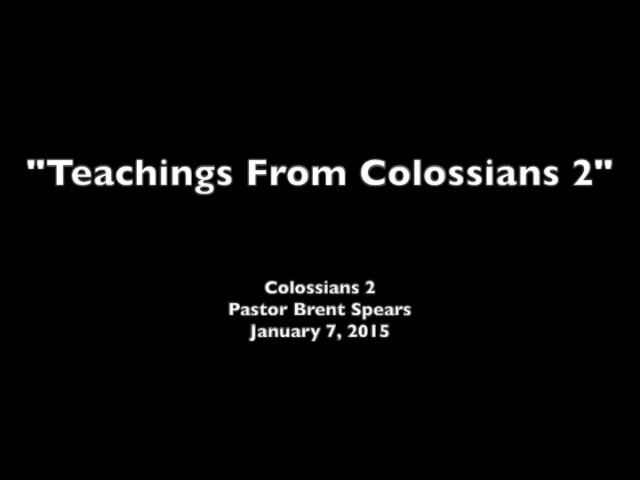 "Teachings From Colossians 2"
Colossians 2
Pastor Brent Spears
January 7, 2015